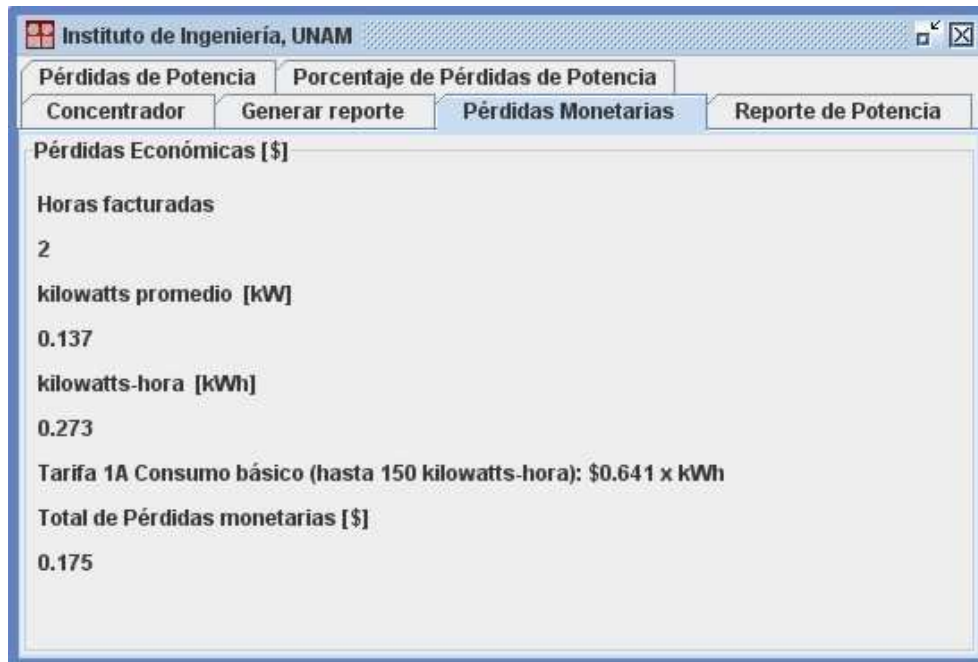 Instituto de Ingeniería, UNAM
Pérdidas de Potencia Porcentaje de Pérdidas de Potencia
Concentrador Generar reporte Pérdidas Monetarias Reporte de Potencia
Pérdidas Económicas [$]
Horas facturadas
2
kilowatts promedio [kW]
0.137
kilowatts-hora [kWh]
0.273
Tarifa 1A Consumo básico (hasta 150 kilowatts-hora): $0.641 x kWh
Total de Pérdidas monetarias [$]
0.175